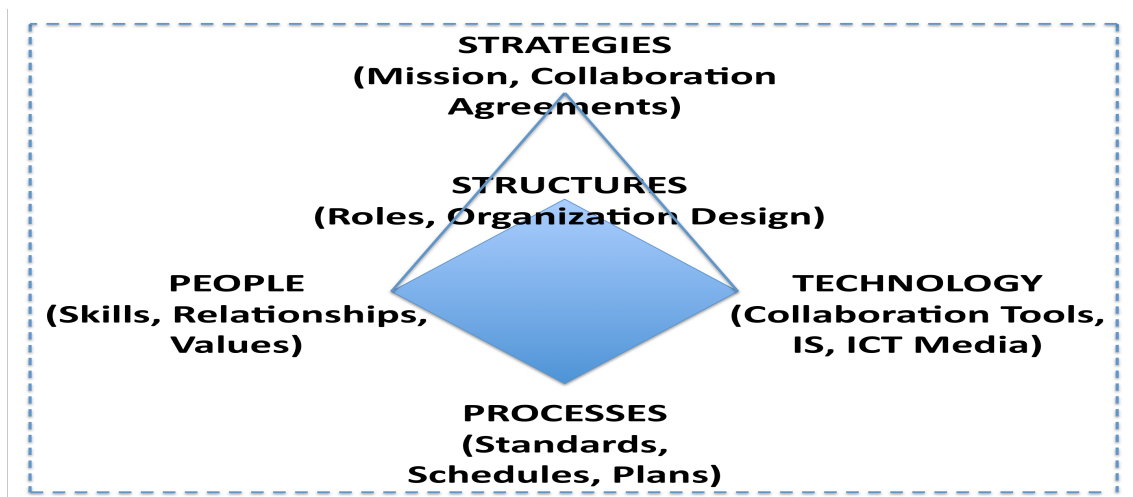 STRATEGIES
(Mission, Collaboration
Agreements)
STRUCTURES
(Roles, Organization Design)
PEOPLE
(Skills, Relationships,
Values)
TECHNOLOGY
(Collaboration Tools,
IS, ICT Media)
PROCESSES
(Standards,
Schedules, Plans)